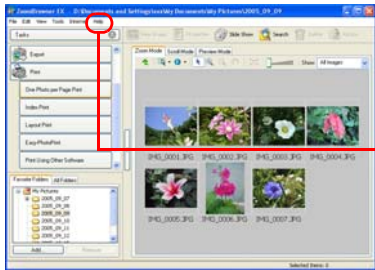 ZoomBrowser EX - D:\Documents and Settings\xxx\My Documents\My Pictures\2005_09_09
File Edit View Tools Internet Help
Tasks
Slide Show Search
Export
Zoom Mode Scroll Mode Preview Mode
Show All Images
Print
One Photo per Page Print
Index Print
Layout Print
Easy-PhotoPrint
Print Using Other Software
IMG_0001.JPG IMG_0002.JPG IMG_0003.JPG IMG_0004.JPG
Favorite Folders All Folders
My Pictures
2005_09_07
2005_09_08
2005_09_09
2005_09_10
2005_09_11
2005_09_12
IMG_0005.JPG IMG_0006.JPG IMG_0007.JPG
Add... Remove
Selected Items: 0